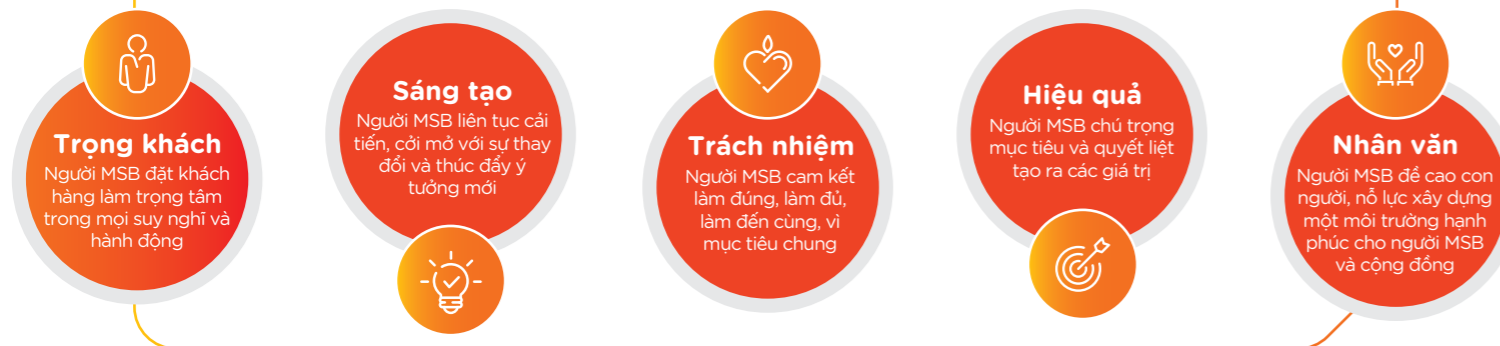 Trọng khách
Người MSB đặt khách
hàng làm trọng tâm
trong mọi suy nghĩ và
hành động
Sáng tạo
Người MSB liên tục cải
tiến, cởi mở với sự thay
đổi và thúc đẩy ý
tưởng mới
Trách nhiệm
Người MSB cam kết
làm đúng, làm đủ,
làm đến cùng, vì
mục tiêu chung
Hiệu quả
Người MSB chú trọng
mục tiêu và quyết liệt
tạo ra các giá trị
Nhân văn
Người MSB đề cao con
người, nỗ lực xây dựng
một môi trường hạnh
phúc cho người MSB
và cộng đồng